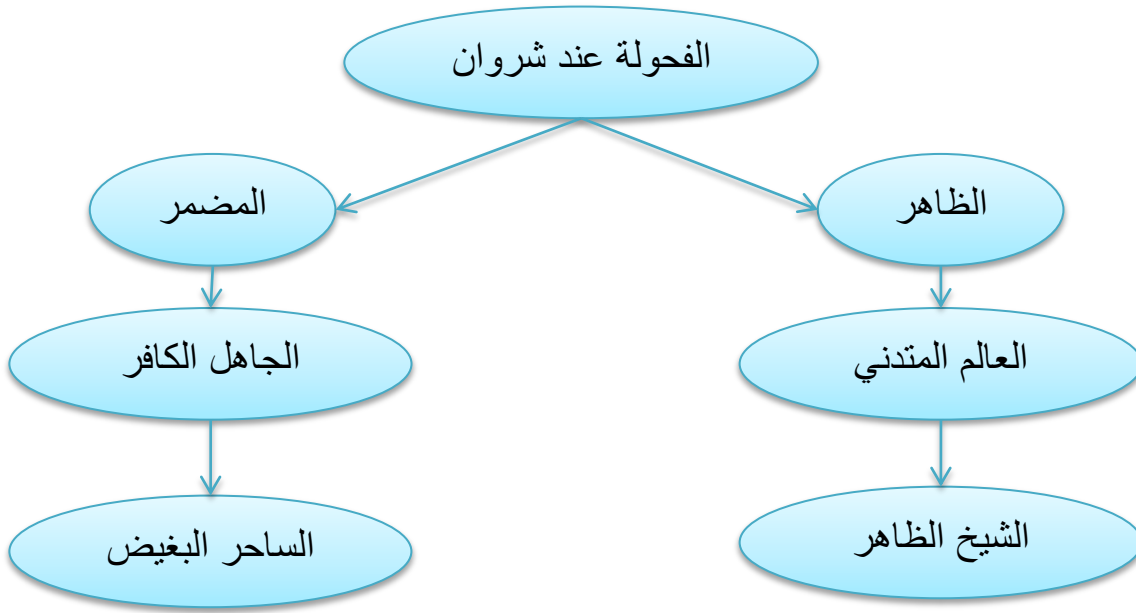 الفحولة عند شروان
الظاهر
المضمر
العالم المتدني
الجاهل الكافر
الشيخ الظاهر
الساحر البغيض